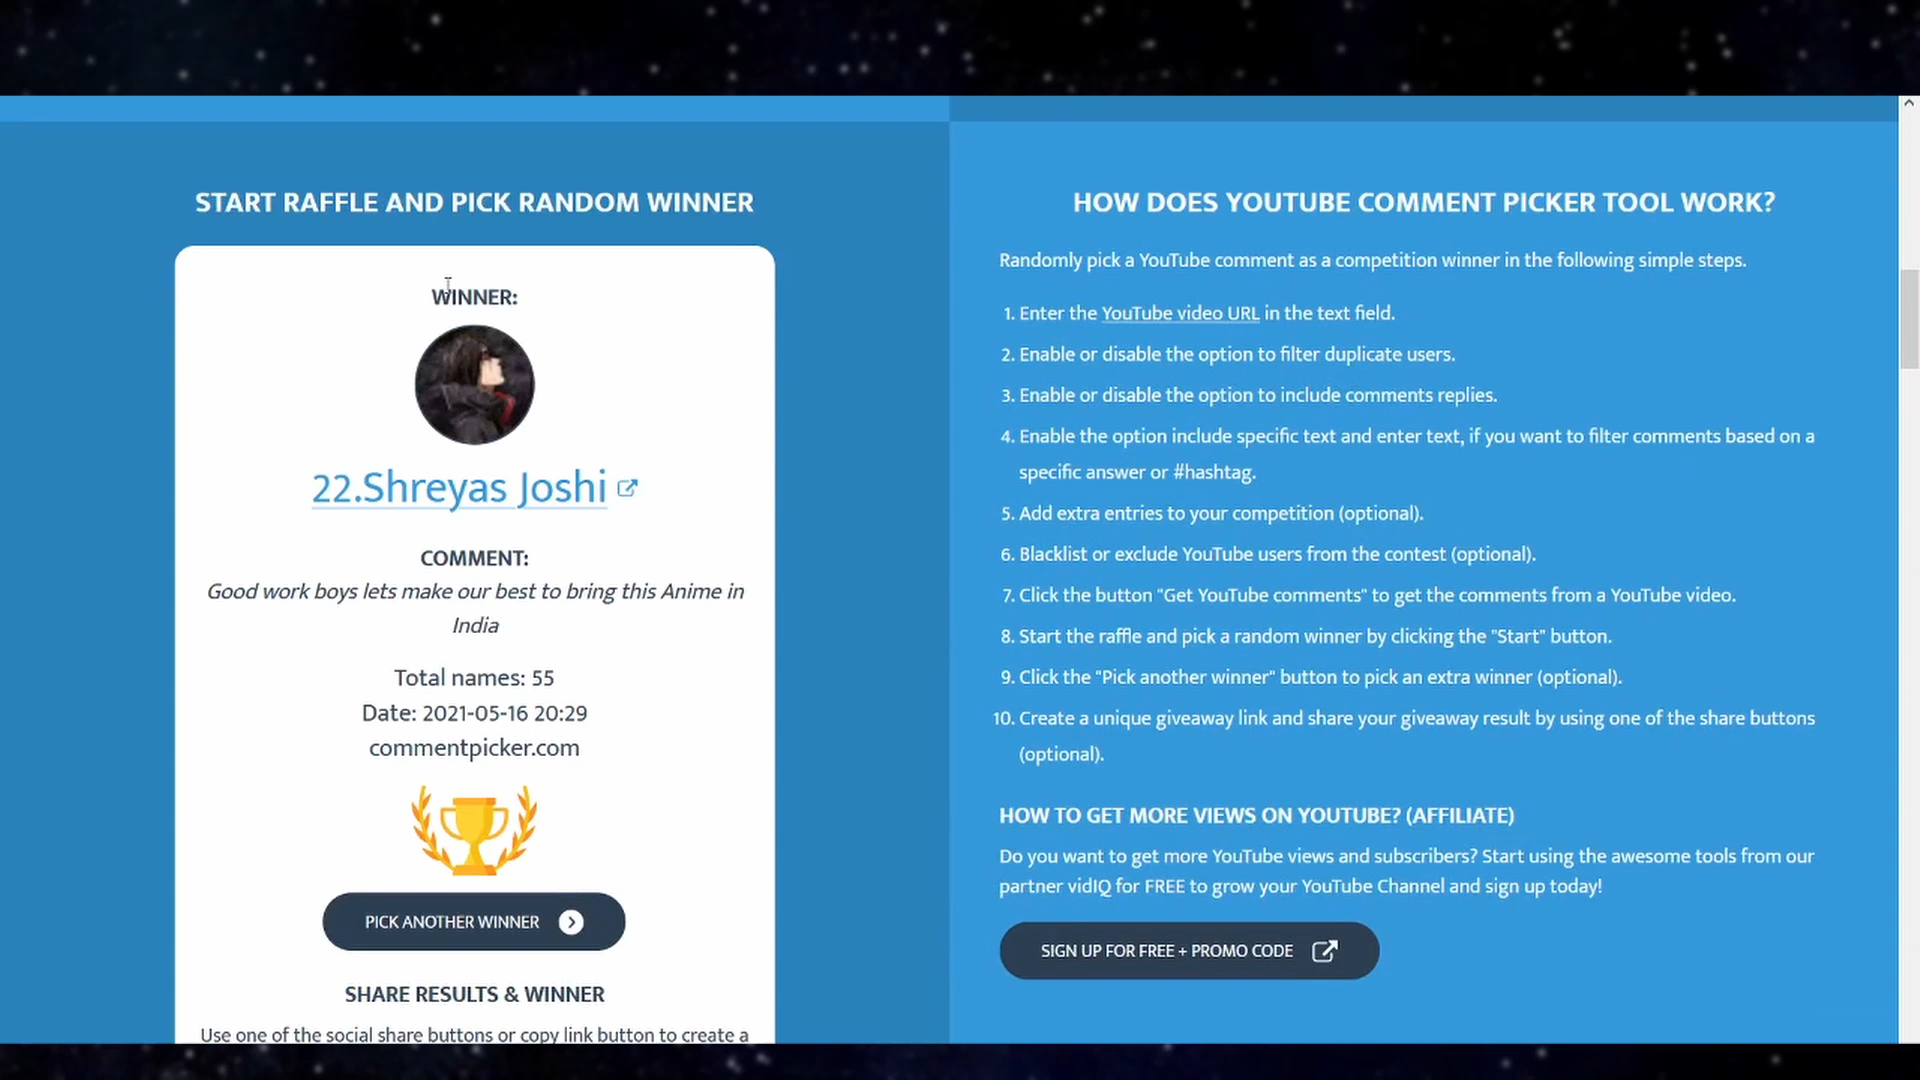 START RAFFLE AND PICK RANDOM WINNER
WINNER:
22.Shreyas Joshi
COMMENT:
Good work boys lets make our best to bring this Anime in
India
Total names: 55
Date: 2021-05-16 20:29
commentpicker.com
PICK ANOTHER WINNER
SHARE RESULTS & WINNER
Use one of the social share buttons or copy link button to create a
HOW DOES YOUTUBE COMMENT PICKER TOOL WORK?
Randomly pick a YouTube comment as a competition winner in the following simple steps.
1. Enter the YouTube video URL in the text field.
2. Enable or disable the option to filter duplicate users.
3. Enable or disable the option to include comments replies.
4. Enable the option include specific text and enter text, if you want to filter comments based on a
specific answer or #hashtag.
5. Add extra entries to your competition (optional).
6. Blacklist or exclude YouTube users from the contest (optional).
7. Click the button "Get YouTube comments" to get the comments from a YouTube video.
8. Start the raffle and pick a random winner by clicking the "Start" button.
9. Click the "Pick another winner" button to pick an extra winner (optional).
10. Create a unique giveaway link and share your giveaway result by using one of the share buttons
(optional).
HOW TO GET MORE VIEWS ON YOUTUBE? (AFFILIATE)
Do you want to get more YouTube views and subscribers? Start using the awesome tools from our
partner vidIQ for FREE to grow your YouTube Channel and sign up today!
SIGN UP FOR FREE + PROMO CODE